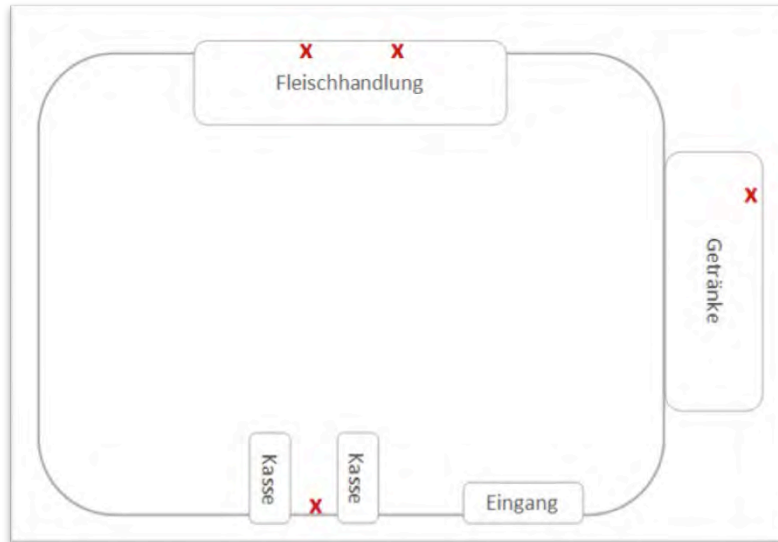 X X
Fleischhandlung
X
Getränke
Kasse
Kasse
X
Eingang